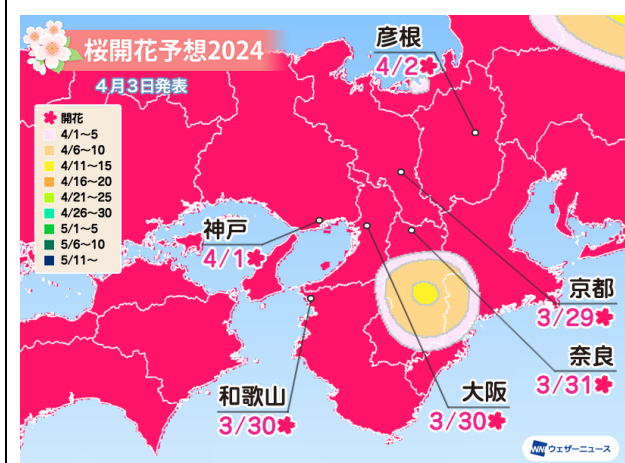 桜開花予想2024
4月3日発表
開花
4/1〜5
4/6〜10
4/11〜15
4/16〜20
4/21〜25
4/26〜30
5/1〜5
5/6〜10
5/11〜
彦根
4/2
神戸
4/1
京都
3/29
奈良
3/31
大阪
3/30
和歌山
3/30
WNI ウェザーニュース